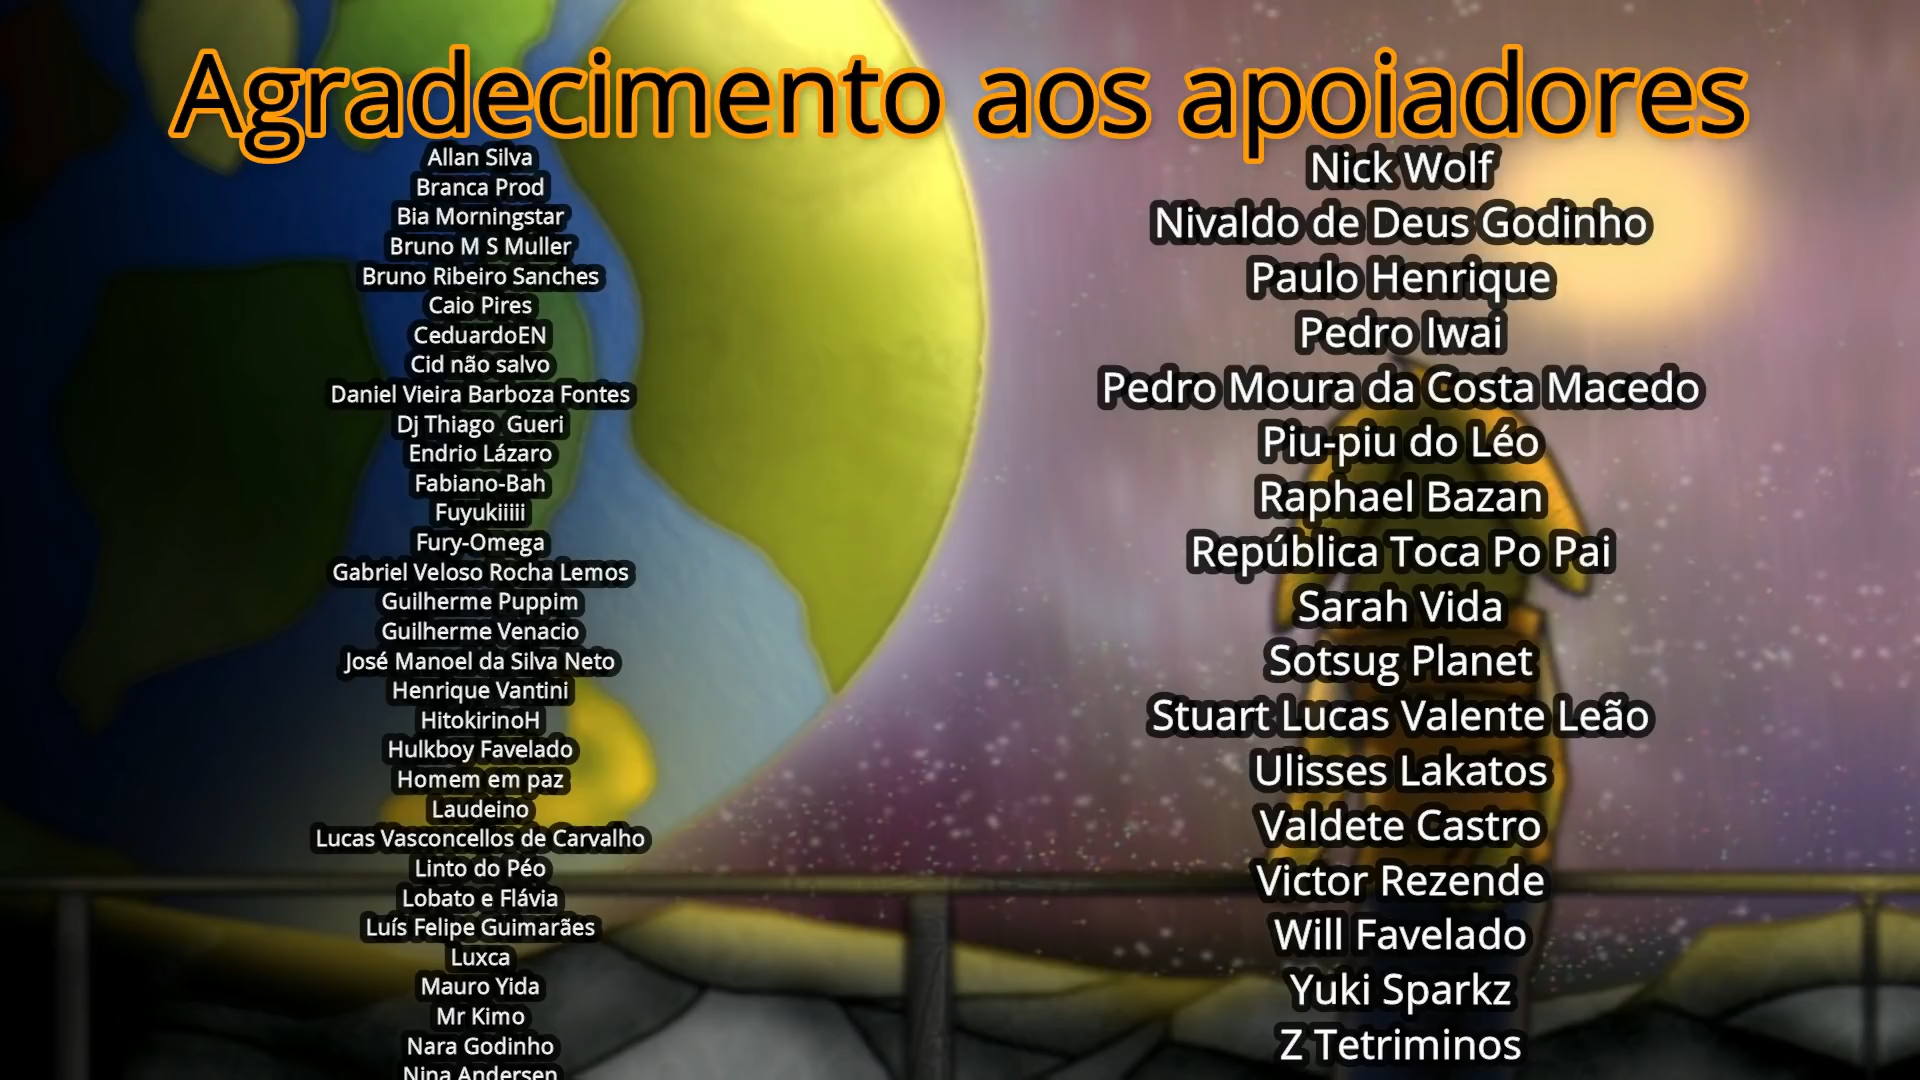 Agradecimento aos apoiadores
Allan Silva
Branca Prod
Bia Morningstar
Bruno M S Muller
Bruno Ribeiro Sanches
Caio Pires
CeduardoEN
Cid não salvo
Daniel Vieira Barboza Fontes
Dj Thiago  Gueri
Endrio Lázaro
Fabiano-Bah
Fuyukiiiii
Fury-Omega
Gabriel Veloso Rocha Lemos
Guilherme Puppim
Guilherme Venacio
José Manoel da Silva Neto
Henrique Vantini
HitokirinoH
Hulkboy Favelado
Homem em paz
Laudeino
Lucas Vasconcellos de Carvalho
Linto do Péo
Lobato e Flávia
Luís Felipe Guimarães
Luxca
Mauro Yida
Mr Kimo
Nara Godinho
Nina Andersen
Nick Wolf
Nivaldo de Deus Godinho
Paulo Henrique
Pedro Iwai
Pedro Moura da Costa Macedo
Piu-piu do Léo
Raphael Bazan
República Toca Po Pai
Sarah Vida
Sotsug Planet
Stuart Lucas Valente Leão
Ulisses Lakatos
Valdete Castro
Victor Rezende
Will Favelado
Yuki Sparkz
Z Tetriminos